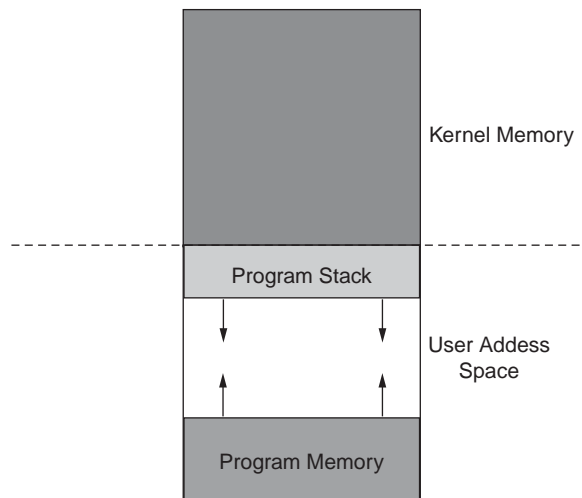 Kernel Memory
Program Stack
User Addess
Space
Program Memory